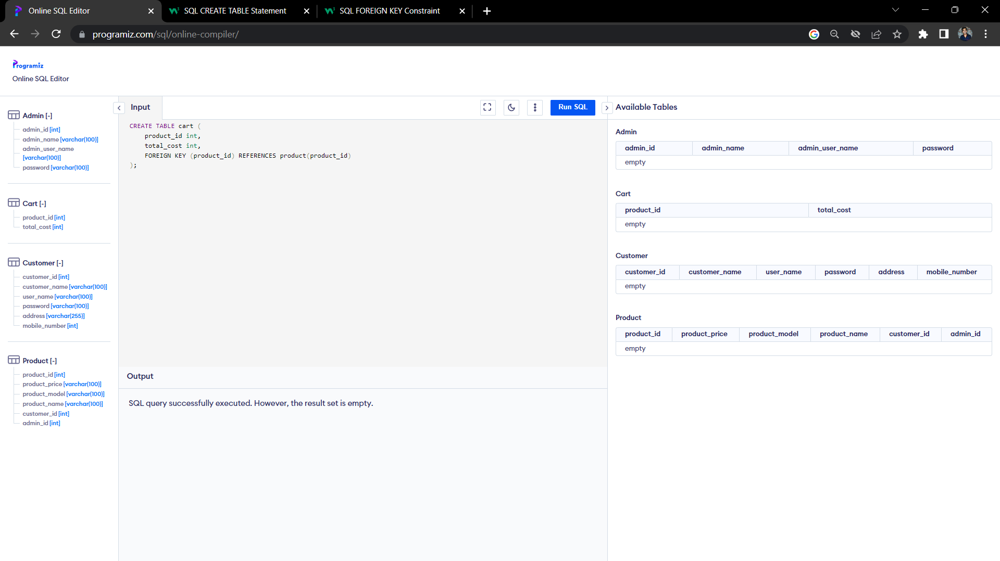 Online SQL Editor
SQL CREATE TABLE Statement
SQL FOREIGN KEY Constraint
programiz.com/sql/online-compiler/
Programiz
Online SQL Editor
Admin [-]
admin_id [int]
admin_name [varchar(100)]
admin_user_name
[varchar(100)]
password [varchar(100)]
Cart [-]
product_id [int]
total_cost [int]
Customer [-]
customer_id [int]
customer_name [varchar(100)]
user_name [varchar(100)]
password [varchar(100)]
address [varchar(255)]
mobile_number [int]
Product [-]
product_id [int]
product_price [varchar(100)]
product_model [varchar(100)]
product_name [varchar(100)]
customer_id [int]
admin_id [int]
Input
Run SQL
CREATE TABLE cart (
product_id int,
total_cost int,
FOREIGN KEY (product_id) REFERENCES product(product_id)
);
Output
SQL query successfully executed. However, the result set is empty.
Available Tables
Admin
admin_id admin_name admin_user_name password
empty
Cart
product_id total_cost
empty
Customer
customer_id customer_name user_name password address mobile_number
empty
Product
product_id product_price product_model product_name customer_id admin_id
empty